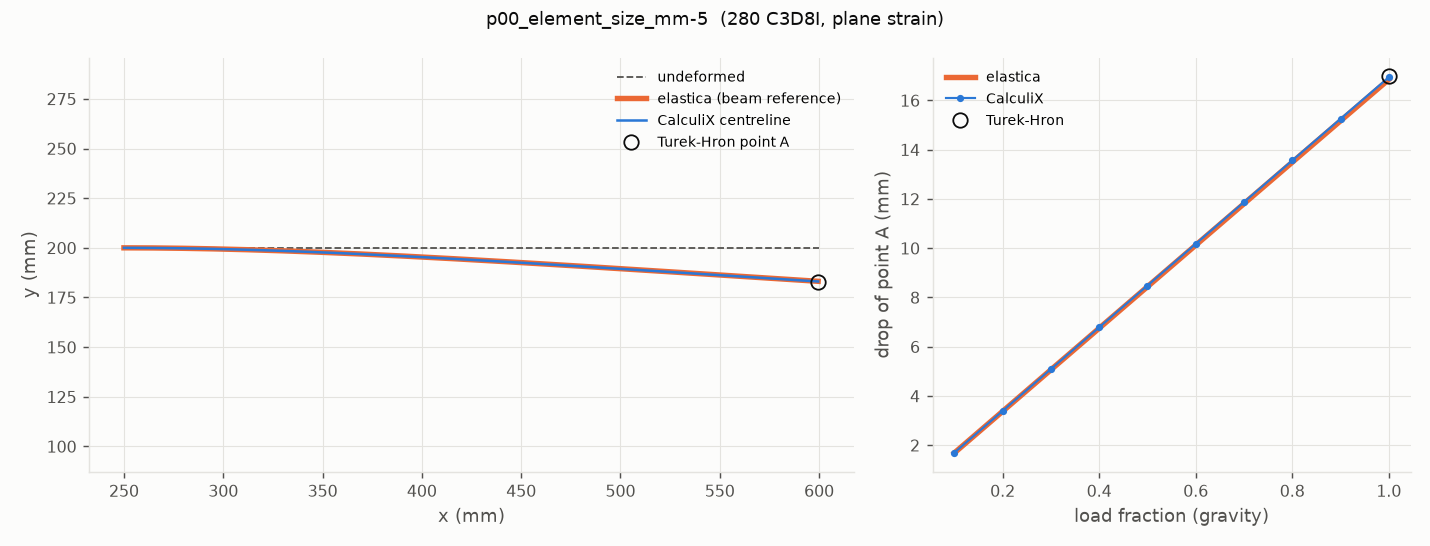 p00_element_size_mm-5  (280 C3D8I, plane strain)
undeformed
elastica (beam reference)
CalculiX centreline
Turek-Hron point A
275
250
225
200
175
150
125
100
y (mm)
250 300 350 400 450 500 550 600
x (mm)
elastica
CalculiX
Turek-Hron
16
14
12
10
8
6
4
2
drop of point A (mm)
0.2 0.4 0.6 0.8 1.0
load fraction (gravity)